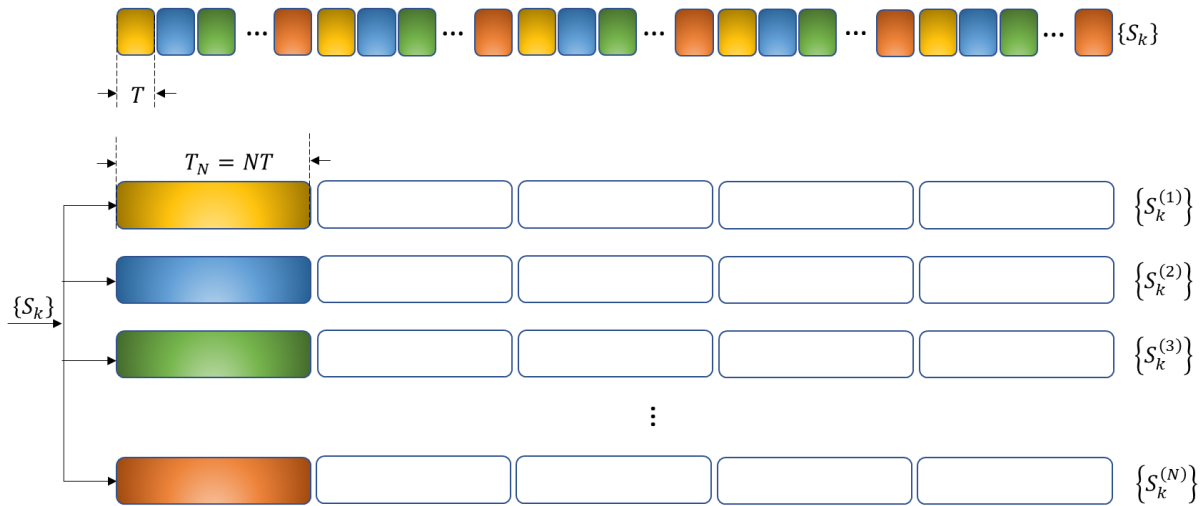 ... ... ... ... ... {S_k}
T
T_N = NT
{S_k^{(1)}}
{S_k^{(2)}}
{S_k}
{S_k^{(3)}}
⋮
{S_k^{(N)}}